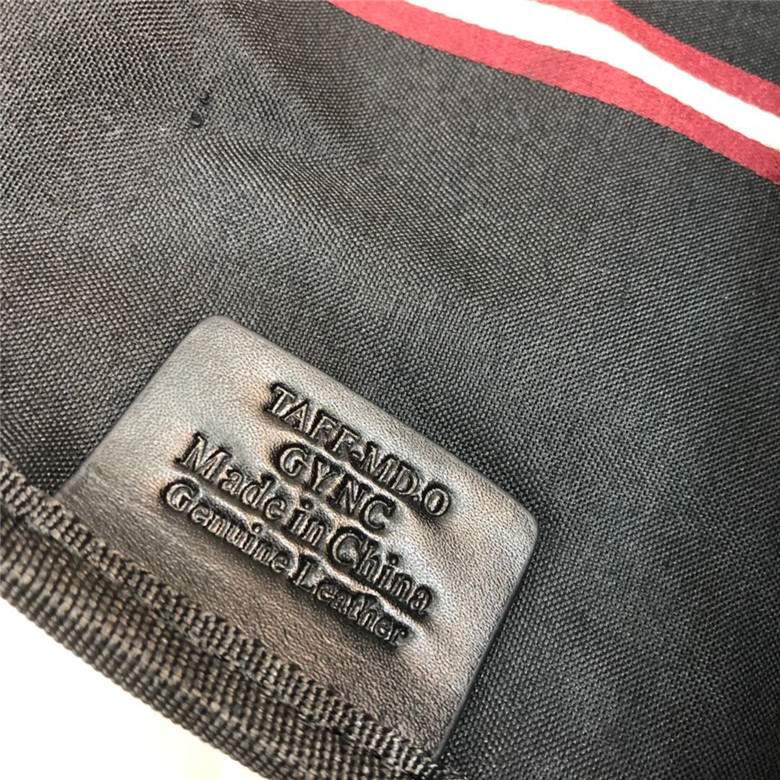 TAFF-MD.O
GYNC
Made in China
Genuine Leather